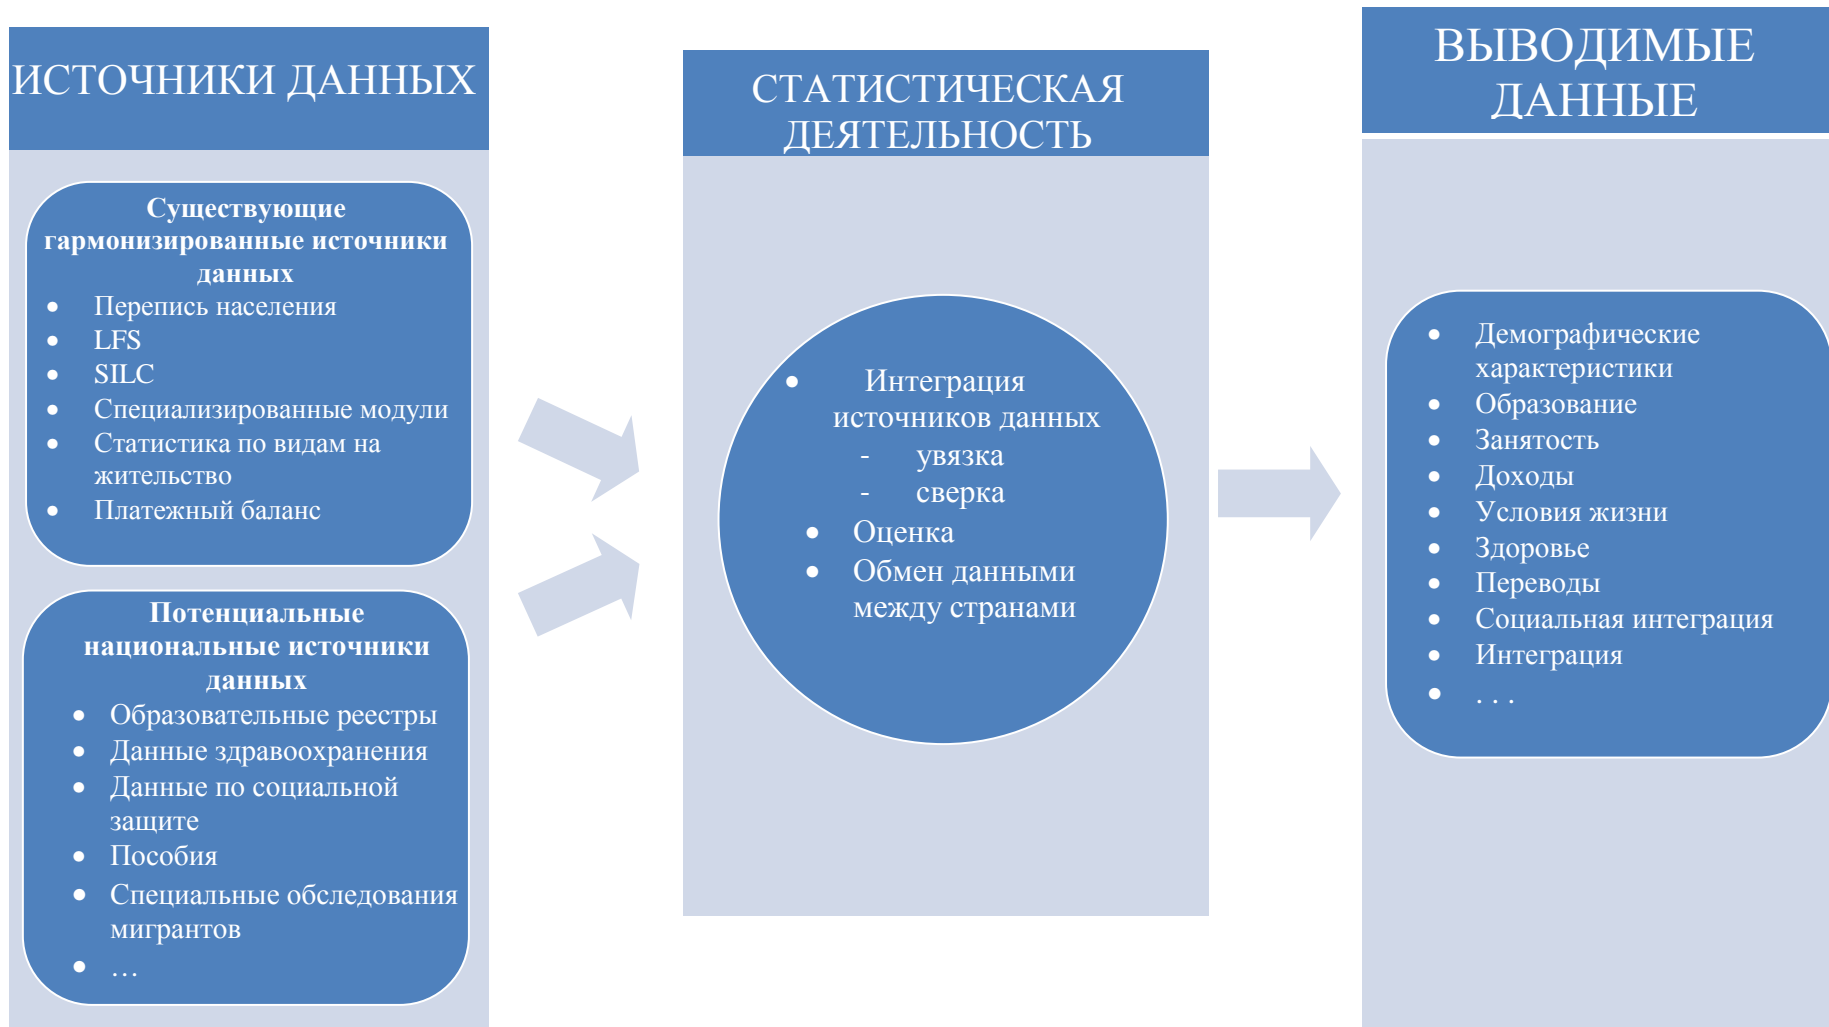 ИСТОЧНИКИ ДАННЫХ
Существующие
гармонизированные источники
данных
• Перепись населения
• LFS
• SILC
• Специализированные модули
• Статистика по видам на
жительство
• Платежный баланс
Потенциальные
национальные источники
данных
• Образовательные реестры
• Данные здравоохранения
• Данные по социальной
защите
• Пособия
• Специальные обследования
мигрантов
• …
СТАТИСТИЧЕСКАЯ
ДЕЯТЕЛЬНОСТЬ
• Интеграция
источников данных
- увязка
- сверка
• Оценка
• Обмен данными
между странами
ВЫВОДИМЫЕ
ДАННЫЕ
• Демографические
характеристики
• Образование
• Занятость
• Доходы
• Условия жизни
• Здоровье
• Переводы
• Социальная интеграция
• Интеграция
• . . .